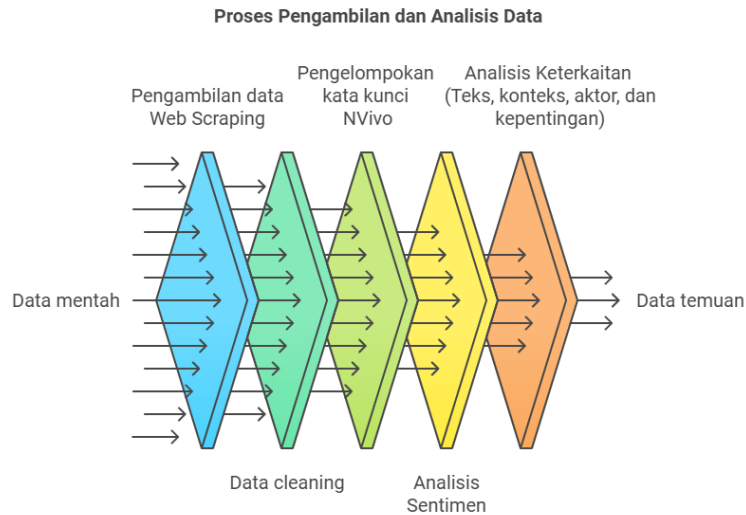 Proses Pengambilan dan Analisis Data
Pengambilan data
Web Scraping
Pengelompokan
kata kunci
NVivo
Analisis Keterkaitan
(Teks, konteks, aktor, dan
kepentingan)
Data mentah
Data temuan
Data cleaning
Analisis
Sentimen